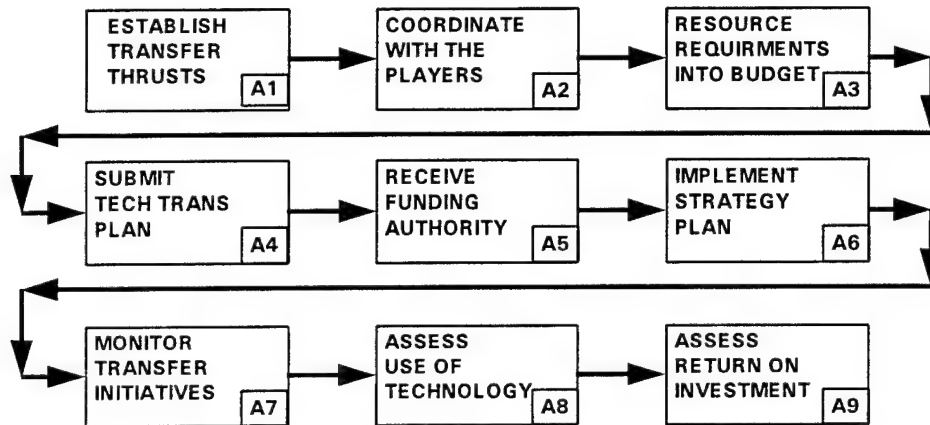 ESTABLISH
TRANSFER
THRUSTS
A1
COORDINATE
WITH THE
PLAYERS
A2
RESOURCE
REQUIRMENTS
INTO BUDGET
A3
SUBMIT
TECH TRANS
PLAN
A4
RECEIVE
FUNDING
AUTHORITY
A5
IMPLEMENT
STRATEGY
PLAN
A6
MONITOR
TRANSFER
INITIATIVES
A7
ASSESS
USE OF
TECHNOLOGY
A8
ASSESS
RETURN ON
INVESTMENT
A9